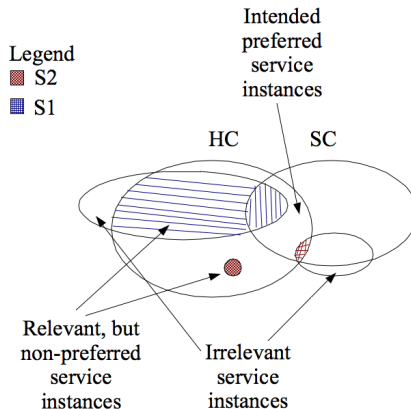 Intended
preferred
service
instances
Legend
S2
S1
HC
SC
Relevant, but
non-preferred
service
instances
Irrelevant
service
instances